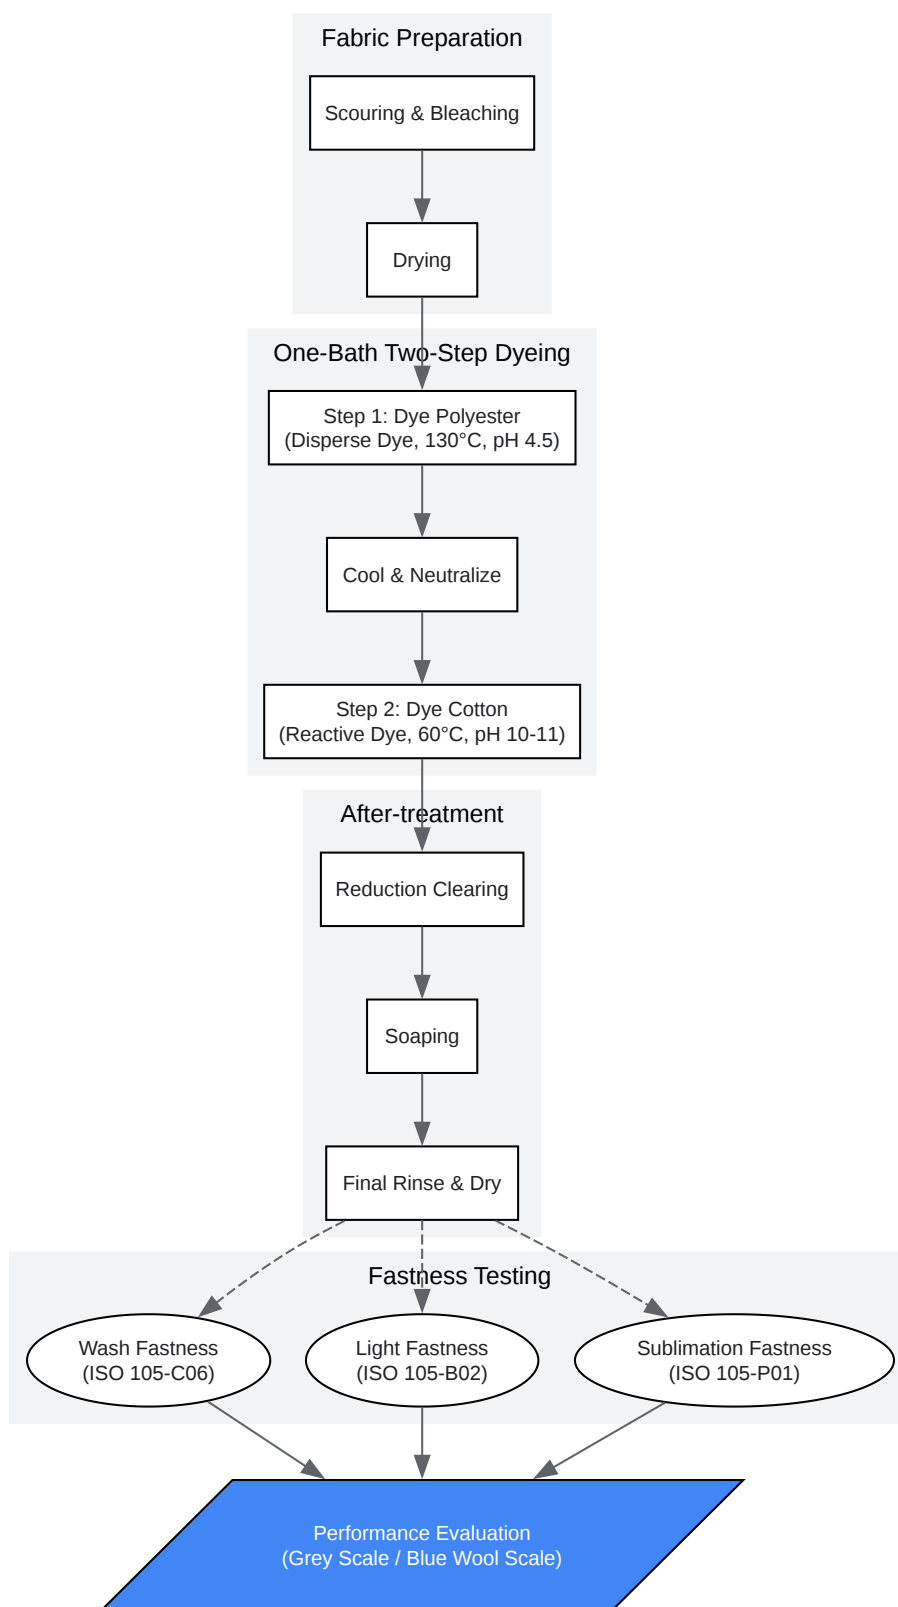 Fabric Preparation
Scouring & Bleaching
Drying
One-Bath Two-Step Dyeing
Step 1: Dye Polyester
(Disperse Dye, 130°C, pH 4.5)
Cool & Neutralize
Step 2: Dye Cotton
(Reactive Dye, 60°C, pH 10-11)
After-treatment
Reduction Clearing
Soaping
Final Rinse & Dry
Fastness Testing
Wash Fastness
(ISO 105-C06)
Light Fastness
(ISO 105-B02)
Sublimation Fastness
(ISO 105-P01)
Performance Evaluation
(Grey Scale / Blue Wool Scale)